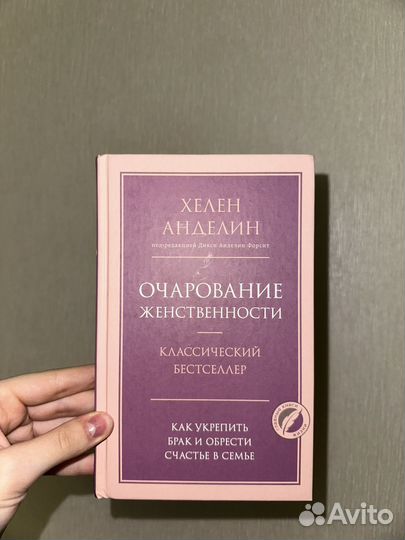 ХЕЛЕН
АНДЕЛИН
под редакцией Дикси Анделин Форсит
ОЧАРОВАНИЕ
ЖЕНСТВЕННОСТИ
КЛАССИЧЕСКИЙ
БЕСТСЕЛЛЕР
КАК УКРЕПИТЬ
БРАК И ОБРЕСТИ
СЧАСТЬЕ В СЕМЬЕ
Avito